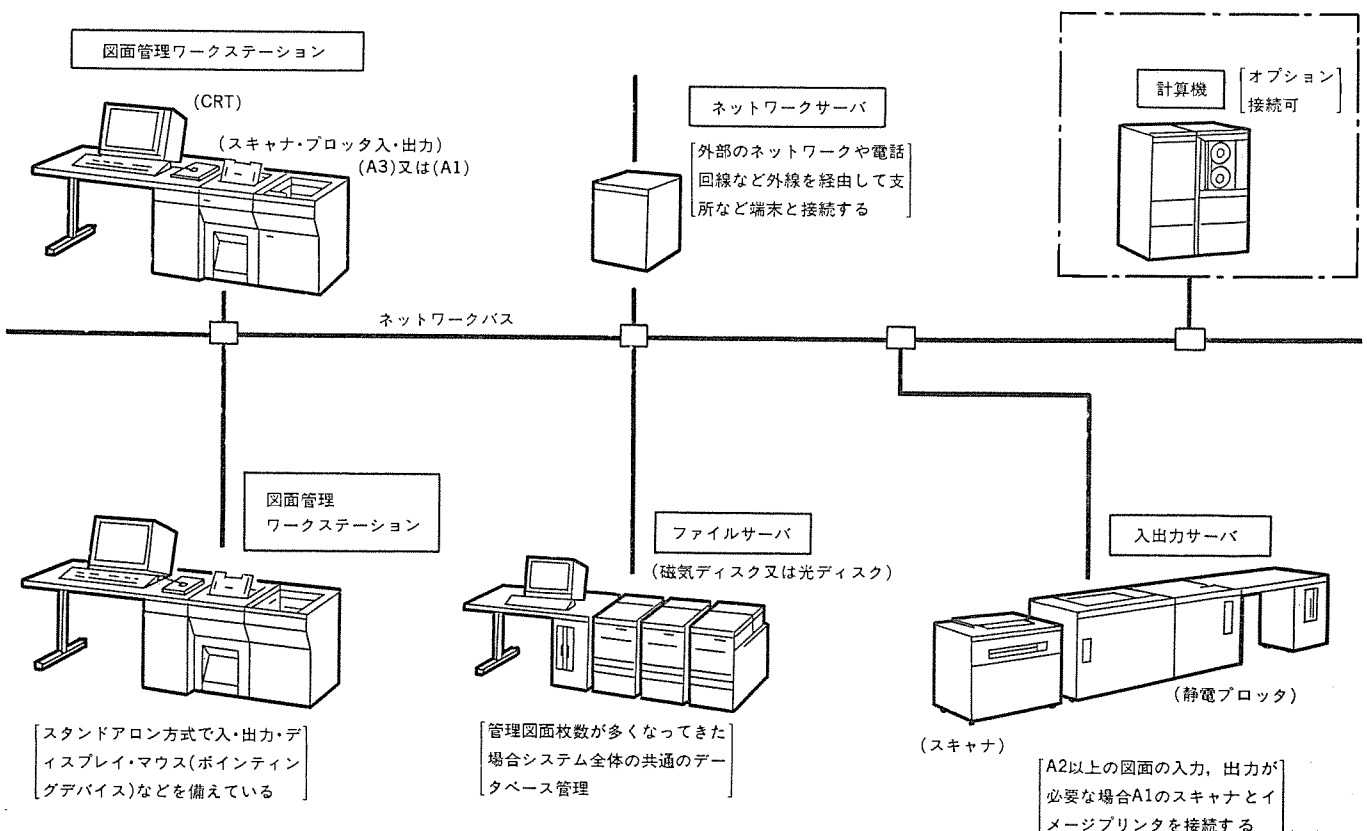 図面管理ワークステーション
(CRT)
(スキャナ・プロッタ入・出力)
(A3)又は(A1)
ネットワークサーバ
外部のネットワークや電話
回線など外線を経由して支
所など端末と接続する
計算機
オプション
接続可
ネットワークバス
図面管理
ワークステーション
スタンドアロン方式で入・出力・デ
ィスプレイ・マウス(ポインティン
グデバイス)などを備えている
ファイルサーバ
(磁気ディスク又は光ディスク)
管理図面枚数が多くなってきた
場合システム全体の共通のデー
タベース管理
入出力サーバ
(静電プロッタ)
(スキャナ)
A2以上の図面の入力，出力が
必要な場合A1のスキャナとイ
メージプリンタを接続する